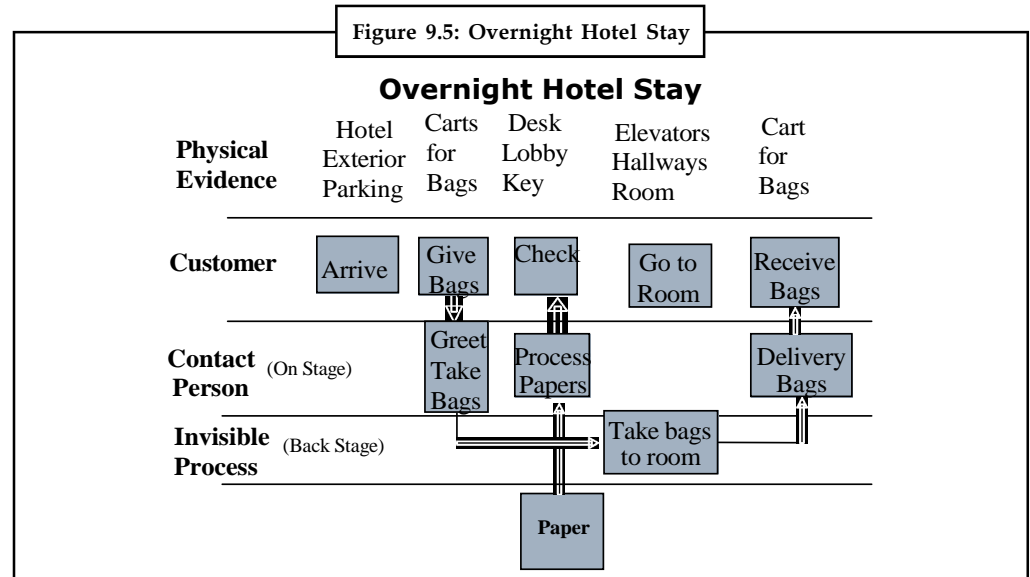 Figure 9.5: Overnight Hotel Stay
Overnight Hotel Stay
Physical
Evidence
Hotel
Exterior
Parking
Carts
for
Bags
Desk
Lobby
Key
Elevators
Hallways
Room
Cart
for
Bags
Customer
Arrive
Give
Bags
Check
Go to
Room
Receive
Bags
Contact
Person
(On Stage)
Greet
Take
Bags
Process
Papers
Delivery
Bags
Invisible
Process
(Back Stage)
Take bags
to room
Paper